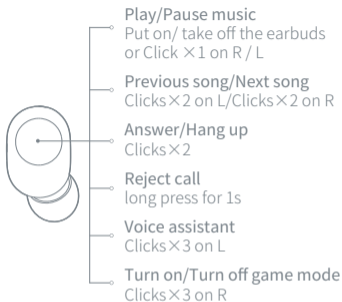 Play/Pause music
Put on/ take off the earbuds
or Click ×1 on R / L
Previous song/Next song
Clicks×2 on L/Clicks×2 on R
Answer/Hang up
Clicks×2
Reject call
long press for 1s
Voice assistant
Clicks×3 on L
Turn on/Turn off game mode
Clicks×3 on R